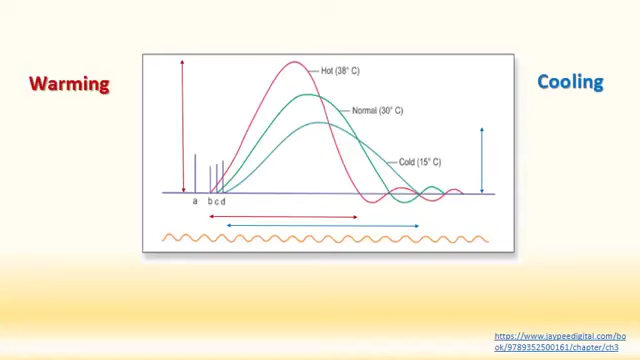 Warming
Cooling
Hot (38° C)
Normal (30° C)
Cold (15° C)
a b c d
https://www.jaypeedigital.com/bo
ok/9789352500161/chapter/ch3